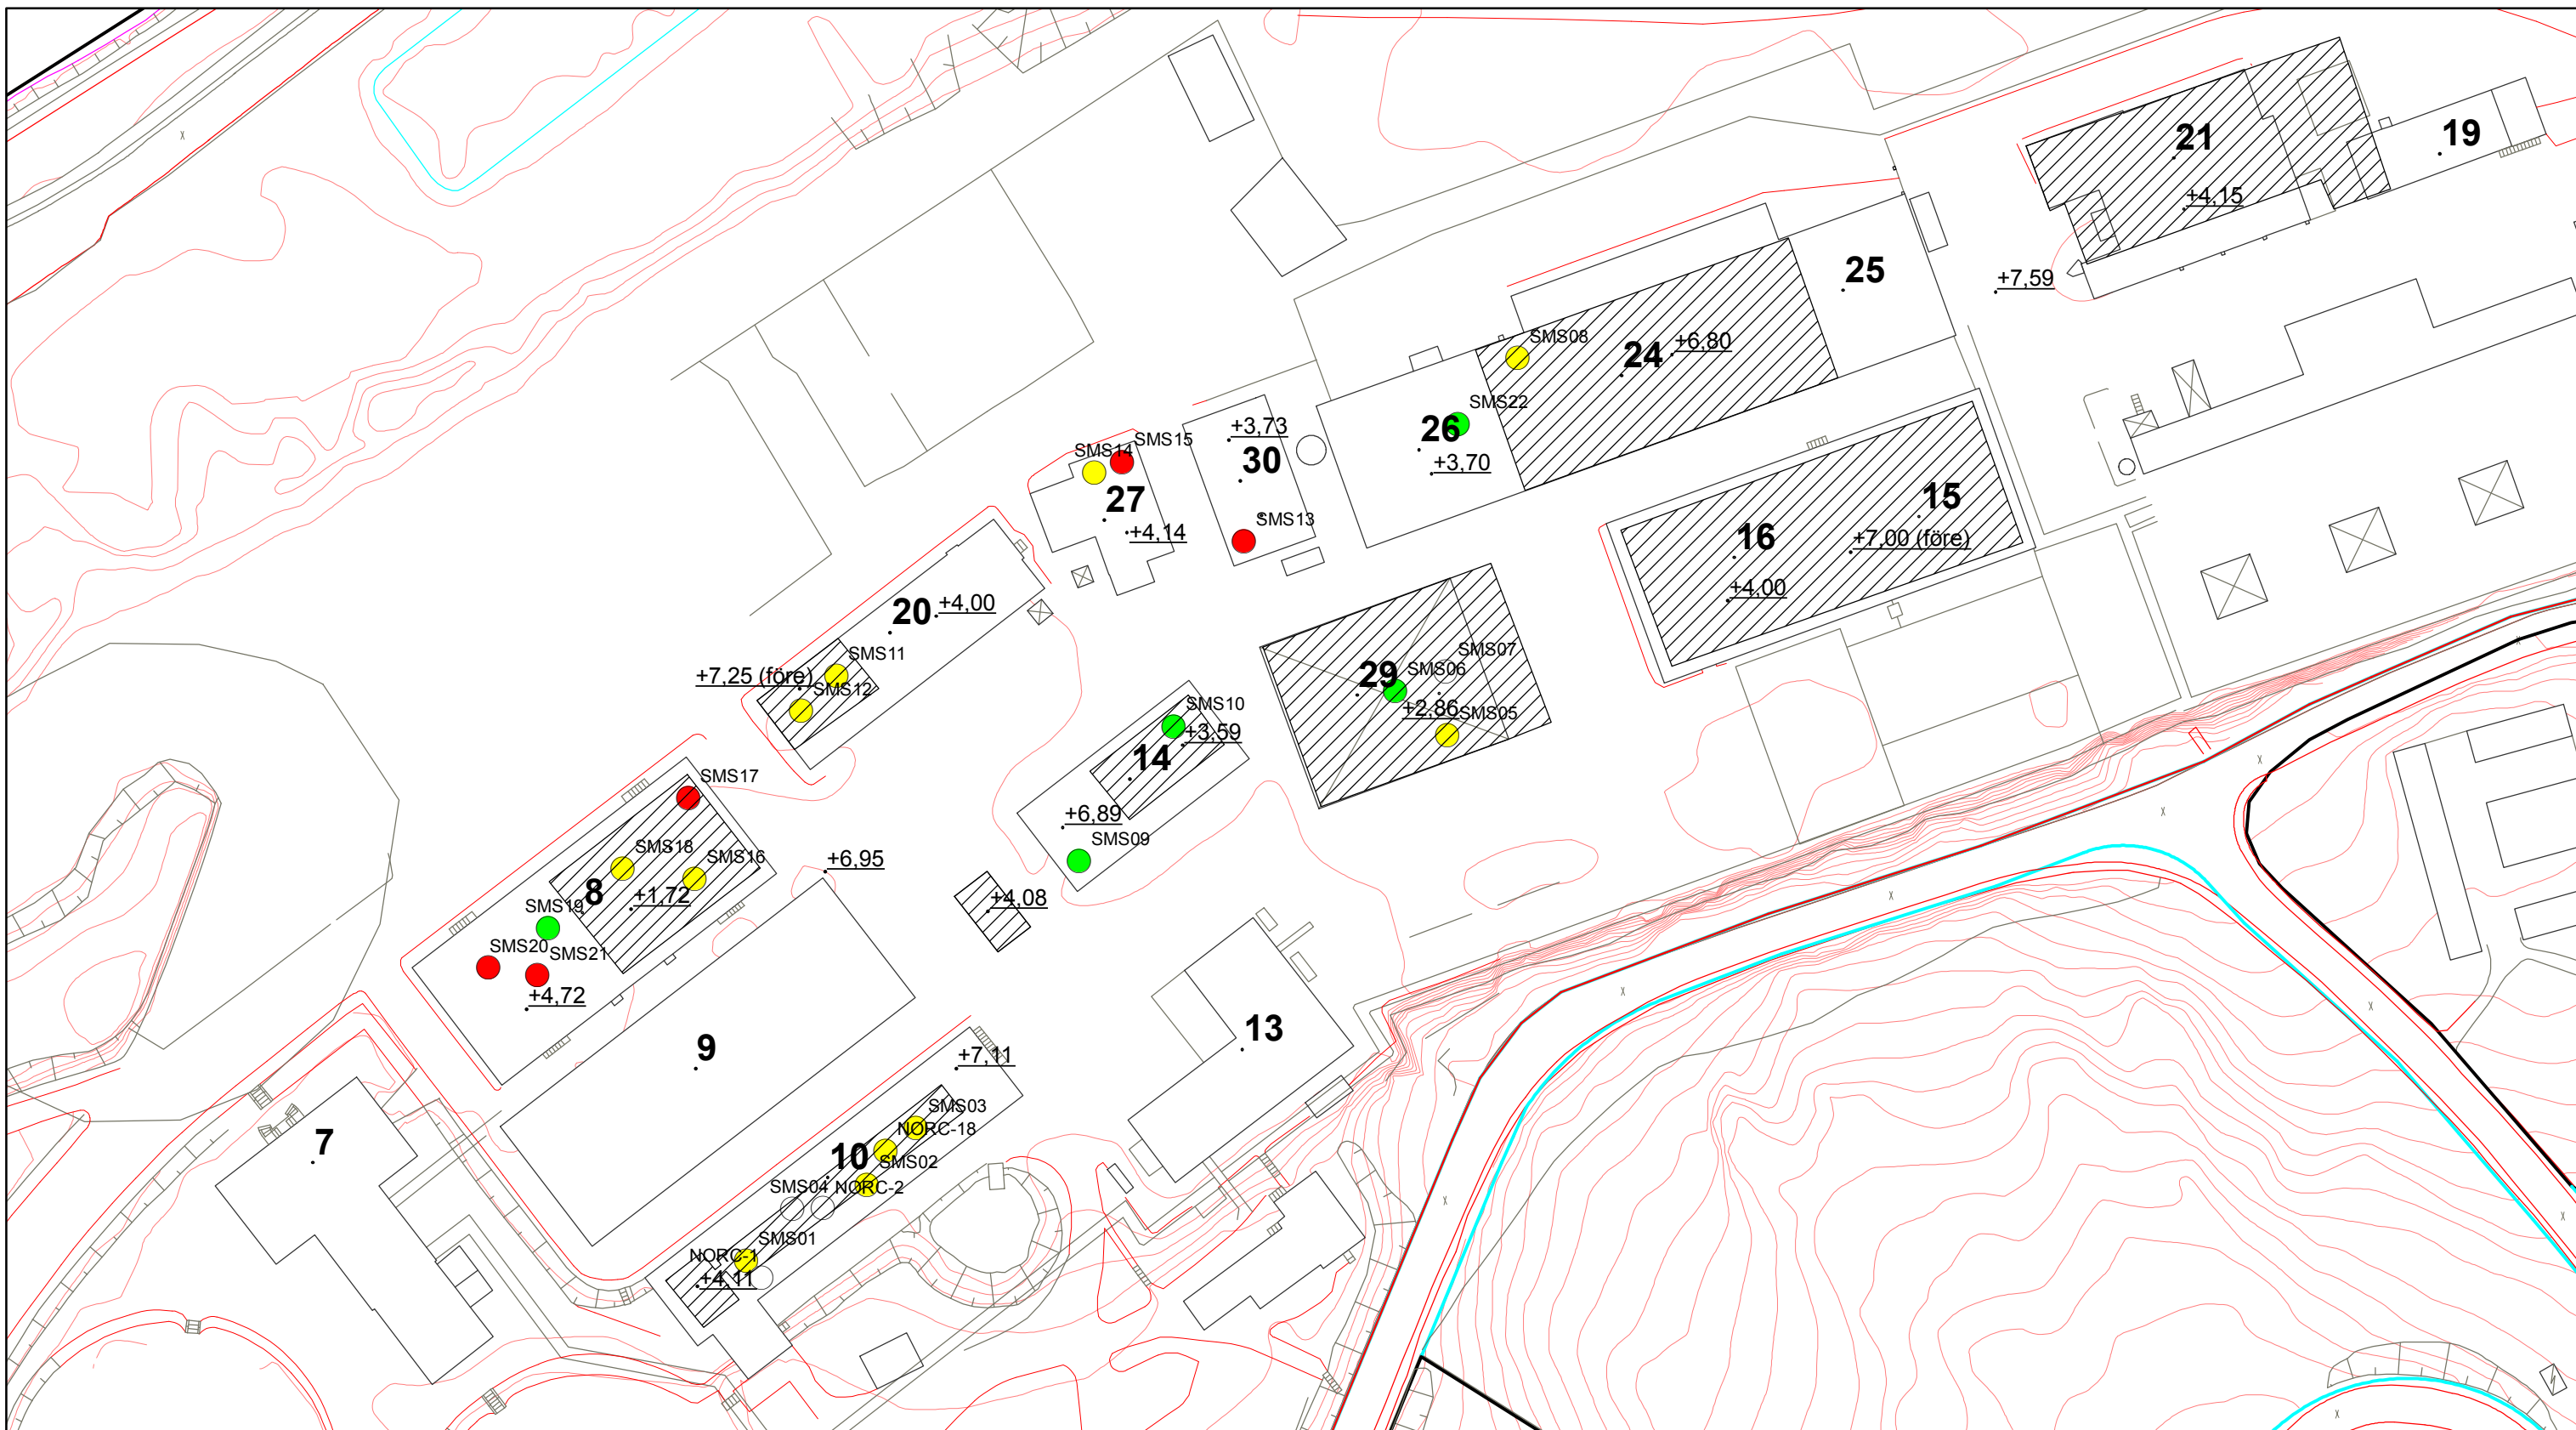 21
19
+4,15
25
+7,59
SMS08
24
+6,80
SMS22
26
+3,70
+3,73
30
SMS15
SMS14
27
+4,14
SMS13
15
16
+7,00 (före)
+4,00
20
+4,00
SMS11
+7,25 (före)
SMS12
SMS07
SMS06
29
+2,86
SMS05
SMS10
+3,59
14
+6,89
SMS09
SMS17
SMS18
SMS16
8
+1,72
+6,95
+4,08
SMS19
SMS20
SMS21
+4,72
9
13
+7,11
7
SMS03
NORC-18
10
SMS02
SMS04
NORC-2
SMS01
NORC-1
+4,11